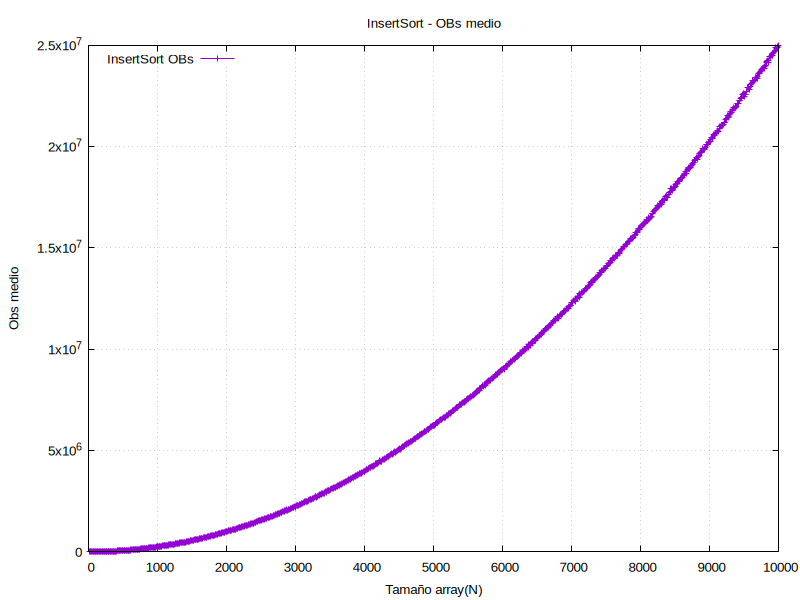 InsertSort - OBs medio
InsertSort OBs
2.5x10^7
2x10^7
1.5x10^7
1x10^7
5x10^6
0
Obs medio
0 1000 2000 3000 4000 5000 6000 7000 8000 9000 10000
Tamaño array(N)